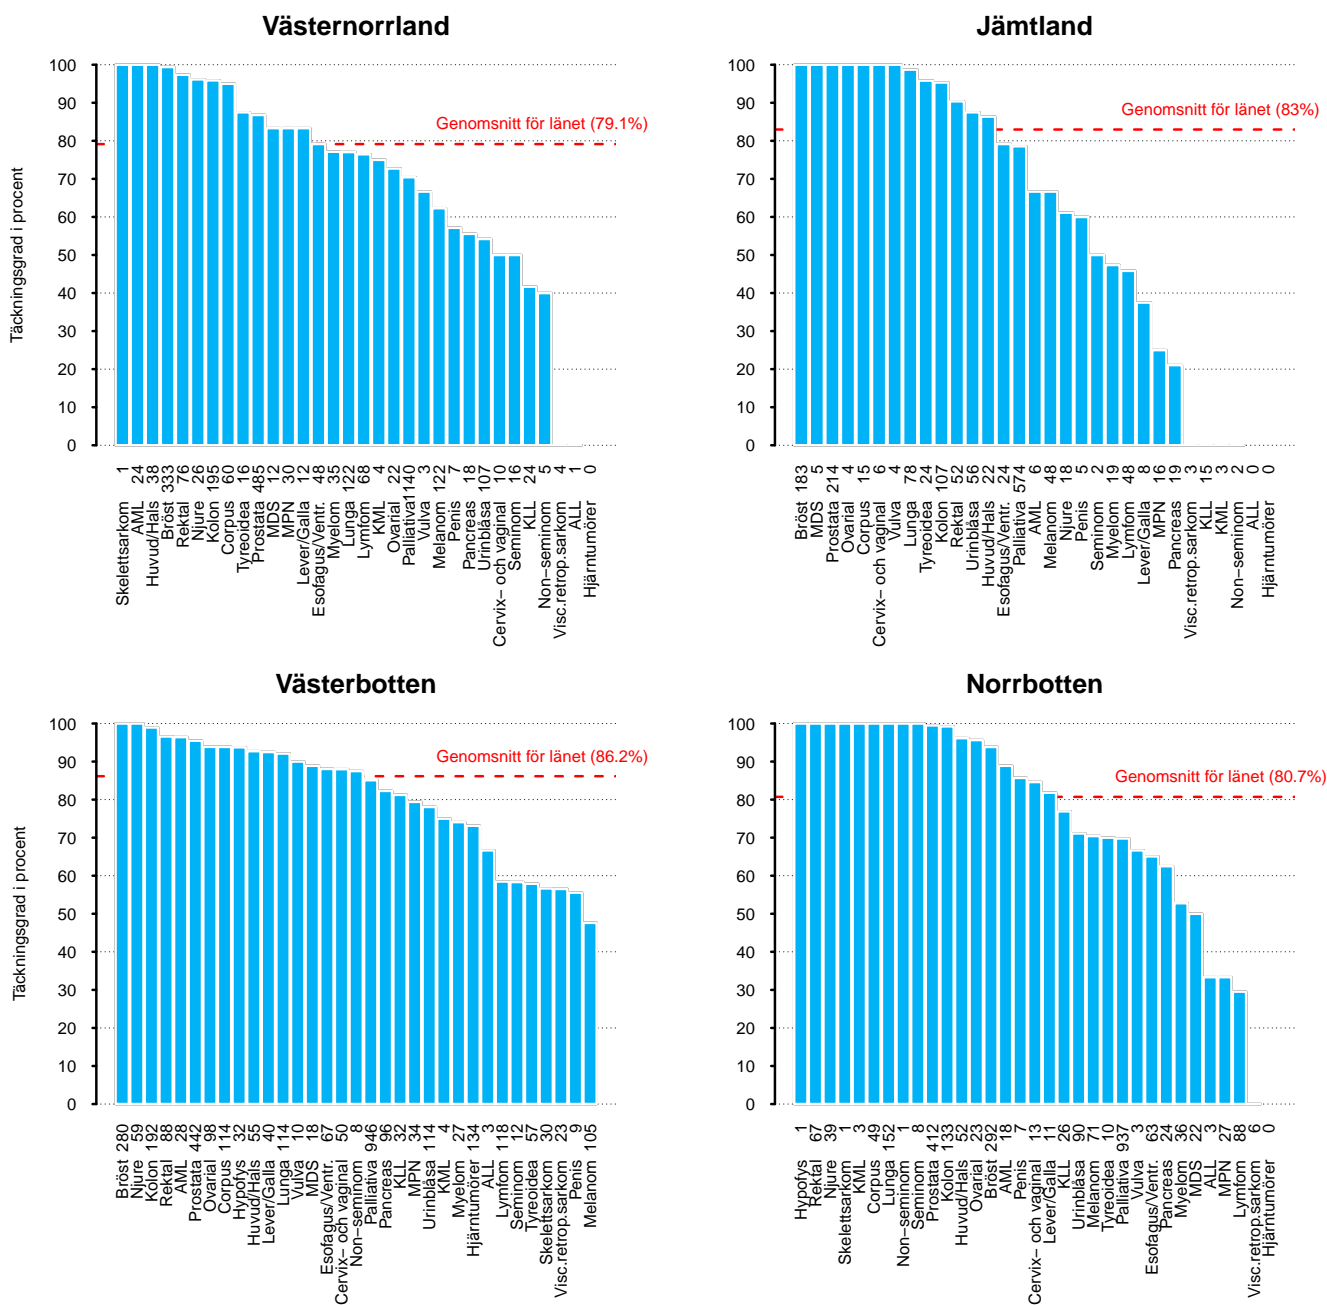 Västernorrland
Täckningsgrad i procent
100
90
80
70
60
50
40
30
20
10
0
Genomsnitt för länet (79.1%)
Skelettsarkom 1
AML 24
Huvud/Hals 38
Bröst 333
Rektal 76
Njure 26
Kolon 195
Corpus 60
Tyreoidea 16
Prostata 485
MDS 12
MPN 30
Lever/Galla 12
Esofagus/Ventr. 48
Myelom 35
Lunga 122
Lymfom 68
KML 4
Ovarial 22
Palliativa1140
Vulva 3
Melanom 122
Penis 7
Pancreas 18
Urinblåsa 107
Cervix− och vaginal 10
Seminom 16
KLL 24
Non−seminom 5
Visc.retrop.sarkom 4
ALL 1
Hjärntumörer 0
Jämtland
100
90
80
70
60
50
40
30
20
10
0
Genomsnitt för länet (83%)
Bröst 183
MDS 5
Prostata 214
Ovarial 4
Corpus 15
Cervix− och vaginal 6
Vulva 4
Lunga 78
Tyreoidea 24
Kolon 107
Rektal 52
Urinblåsa 56
Huvud/Hals 22
Esofagus/Ventr. 24
Palliativa 574
AML 6
Melanom 48
Njure 18
Penis 5
Seminom 2
Myelom 19
Lymfom 48
Lever/Galla 8
MPN 16
Pancreas 19
Visc.retrop.sarkom 3
KLL 15
KML 3
Non−seminom 2
ALL 0
Hjärntumörer 0
Västerbotten
Täckningsgrad i procent
100
90
80
70
60
50
40
30
20
10
0
Genomsnitt för länet (86.2%)
Bröst 280
Njure 59
Kolon 192
Rektal 88
AML 28
Prostata 442
Ovarial 98
Corpus 114
Hypofys 32
Huvud/Hals 55
Lever/Galla 40
Lunga 114
Vulva 10
MDS 18
Esofagus/Ventr. 67
Cervix− och vaginal 50
Non−seminom 8
Palliativa 946
Pancreas 96
KLL 32
MPN 34
Urinblåsa 114
KML 4
Myelom 27
Hjärntumörer 134
ALL 3
Lymfom 118
Seminom 12
Tyreoidea 57
Skelettsarkom 30
Visc.retrop.sarkom 23
Penis 9
Melanom 105
Norrbotten
100
90
80
70
60
50
40
30
20
10
0
Genomsnitt för länet (80.7%)
Hypofys 1
Rektal 67
Njure 39
Skelettsarkom 1
KML 3
Corpus 49
Lunga 152
Non−seminom 1
Seminom 8
Prostata 412
Kolon 133
Huvud/Hals 52
Ovarial 23
Bröst 292
AML 18
Penis 7
Cervix− och vaginal 13
Lever/Galla 11
KLL 26
Urinblåsa 90
Melanom 71
Tyreoidea 10
Palliativa 937
Vulva 3
Esofagus/Ventr. 63
Pancreas 24
Myelom 36
MDS 22
ALL 3
MPN 27
Lymfom 88
Visc.retrop.sarkom 6
Hjärntumörer 0